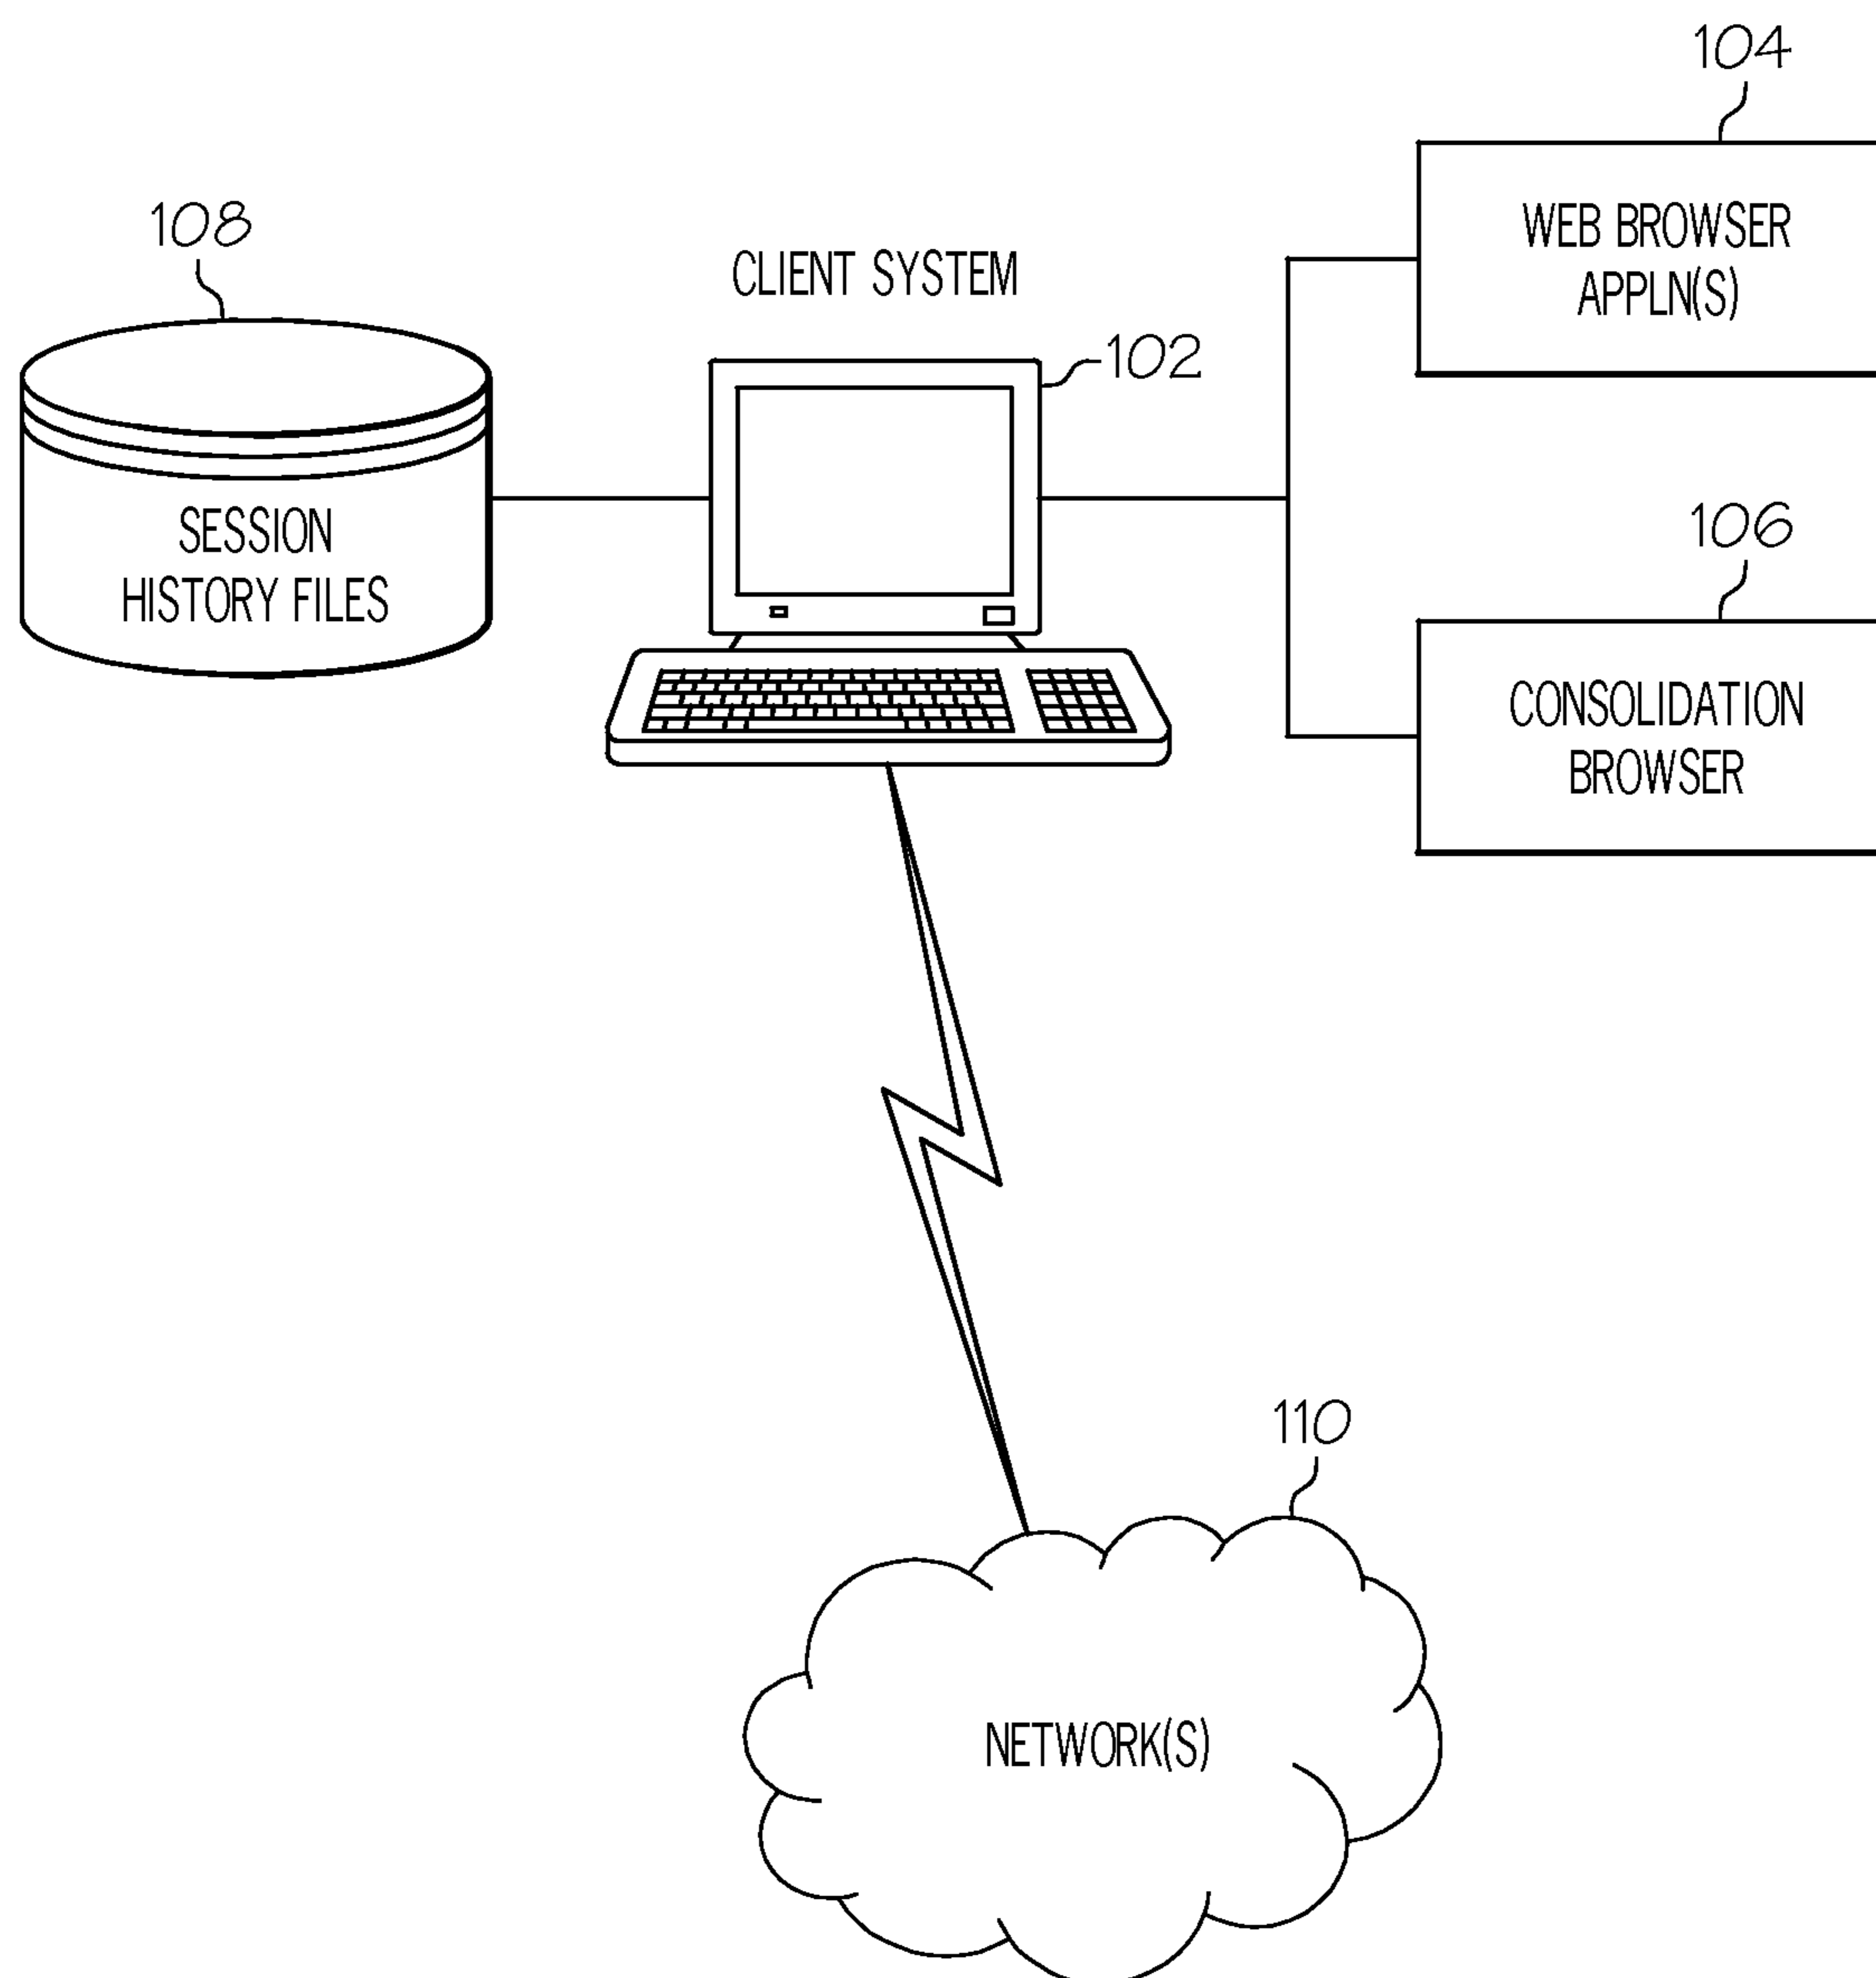 104
WEB BROWSER
APPLN(S)
108
CLIENT SYSTEM
102
106
SESSION
HISTORY FILES
CONSOLIDATION
BROWSER
110
NETWORK(S)